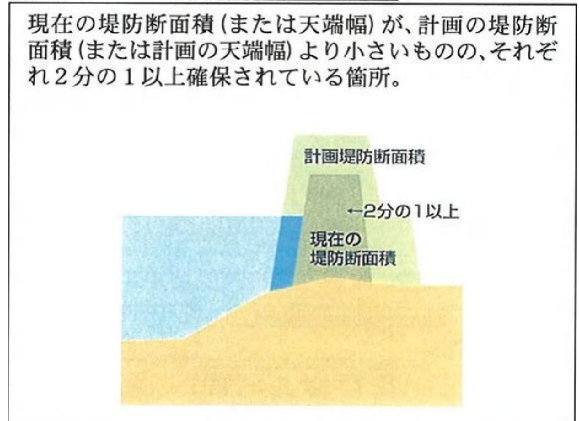 現在の堤防断面積(または天端幅)が、計画の堤防断
面積(または計画の天端幅)より小さいものの、それぞ
れ2分の1以上確保されている箇所。
計画堤防断面積
←2分の1以上
現在の
堤防断面積